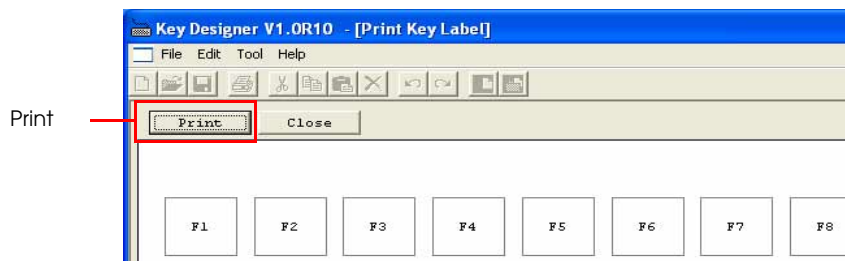 Key Designer V1.0R10 - [Print Key Label]
File Edit Tool Help
Print
Print Close
F1 F2 F3 F4 F5 F6 F7 F8